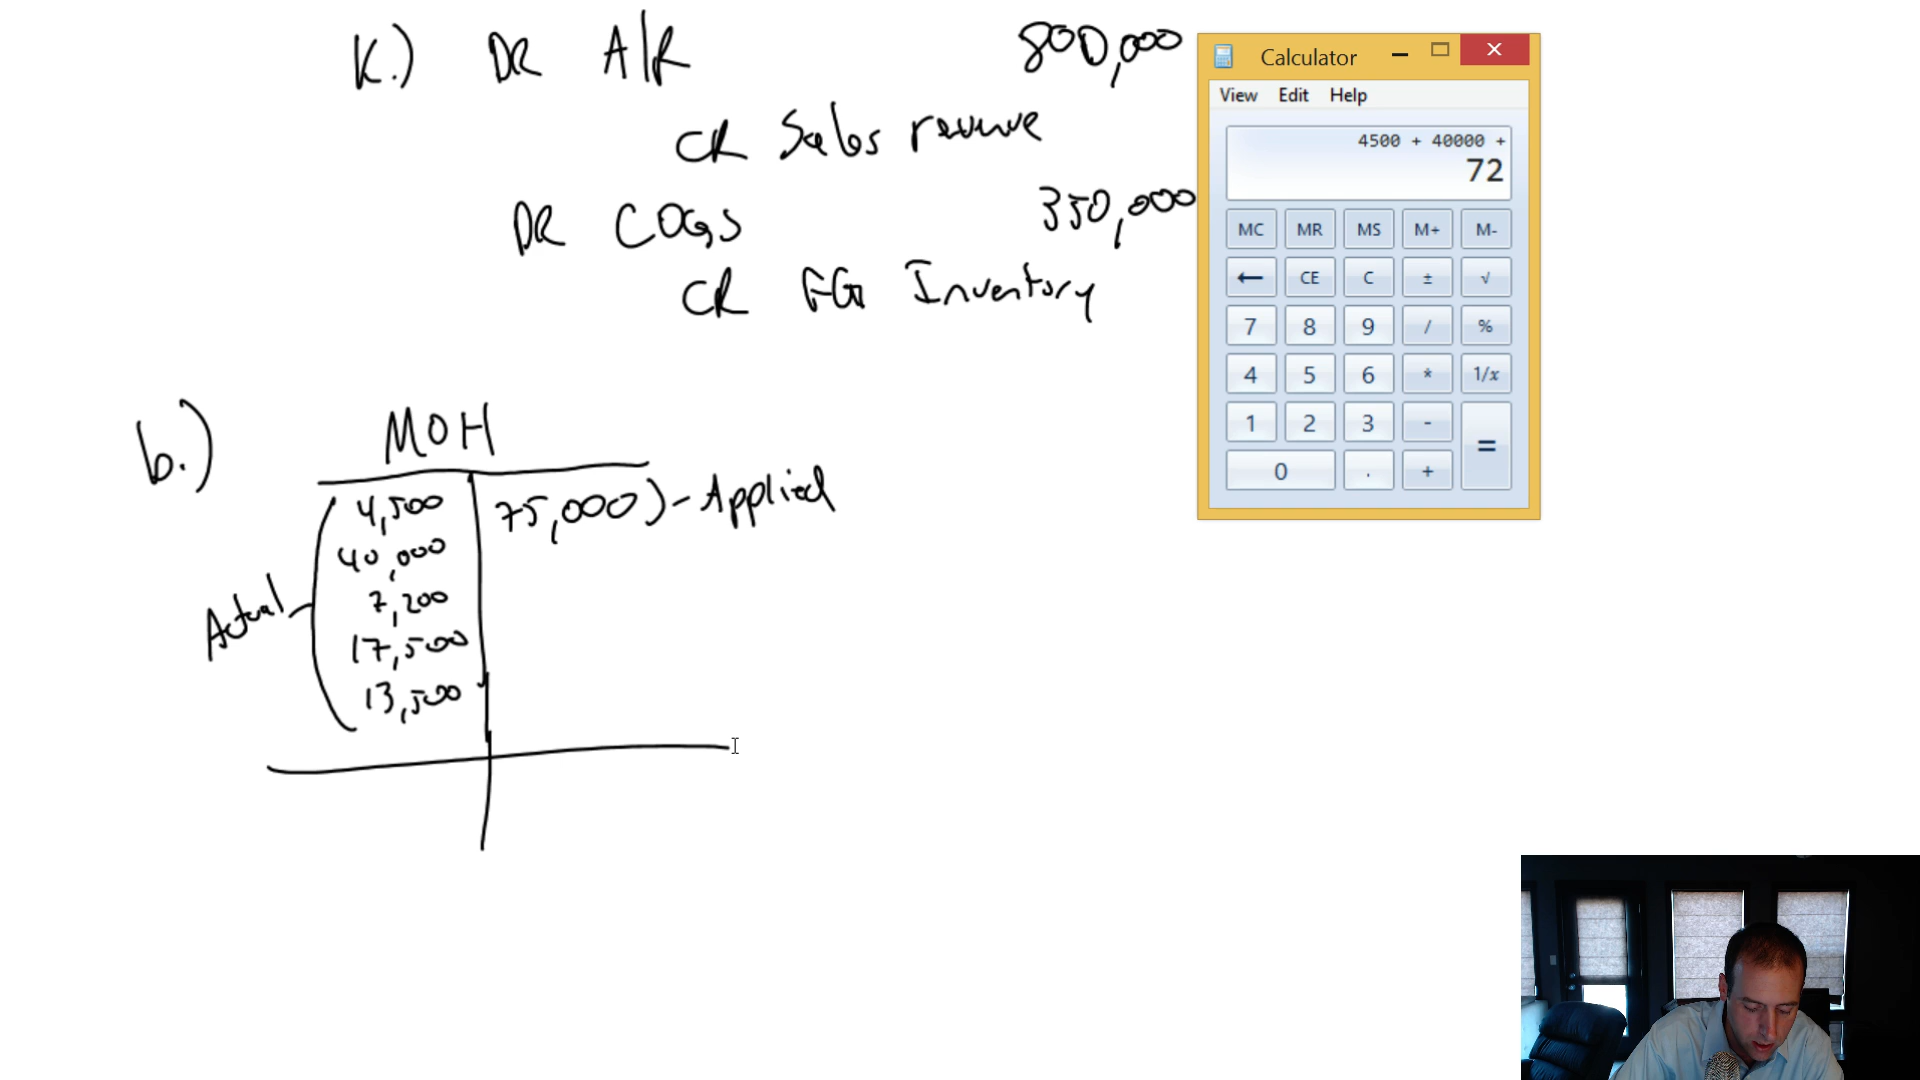 K.) DR A/R 800,000
CR Sales revenue
DR COGS 350,000
CR FG Inventory
b.) MOH
4,500 75,000) - Applied
40,000
7,200
Actual
17,500
13,500
Calculator
View Edit Help
4500 + 40000 +
72
MC MR MS M+ M-
← CE C ± √
7 8 9 / %
4 5 6 * 1/x
1 2 3 - =
0 . +